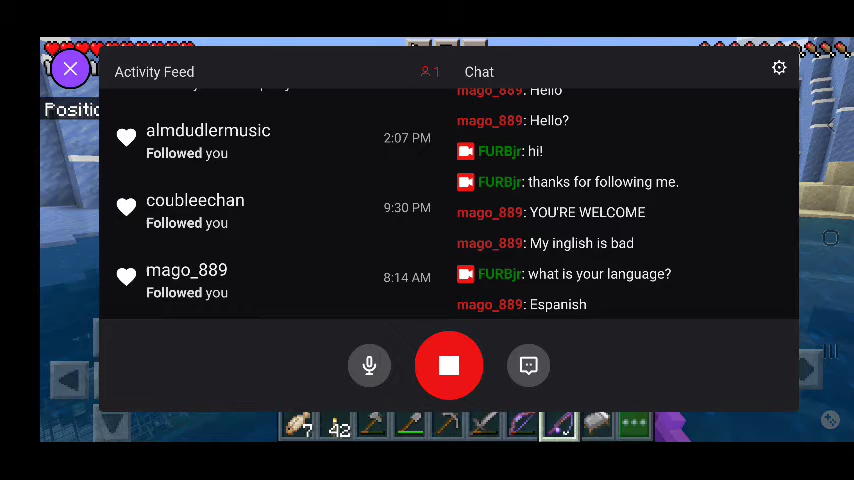 Activity Feed
1
Chat
Positio
almdudlermusic
2:07 PM
Followed you
coubleechan
9:30 PM
Followed you
mago_889
8:14 AM
Followed you
mago_889: Hello
mago_889: Hello?
FURBjr: hi!
FURBjr: thanks for following me.
mago_889: YOU'RE WELCOME
mago_889: My inglish is bad
FURBjr: what is your language?
mago_889: Espanish
7
42